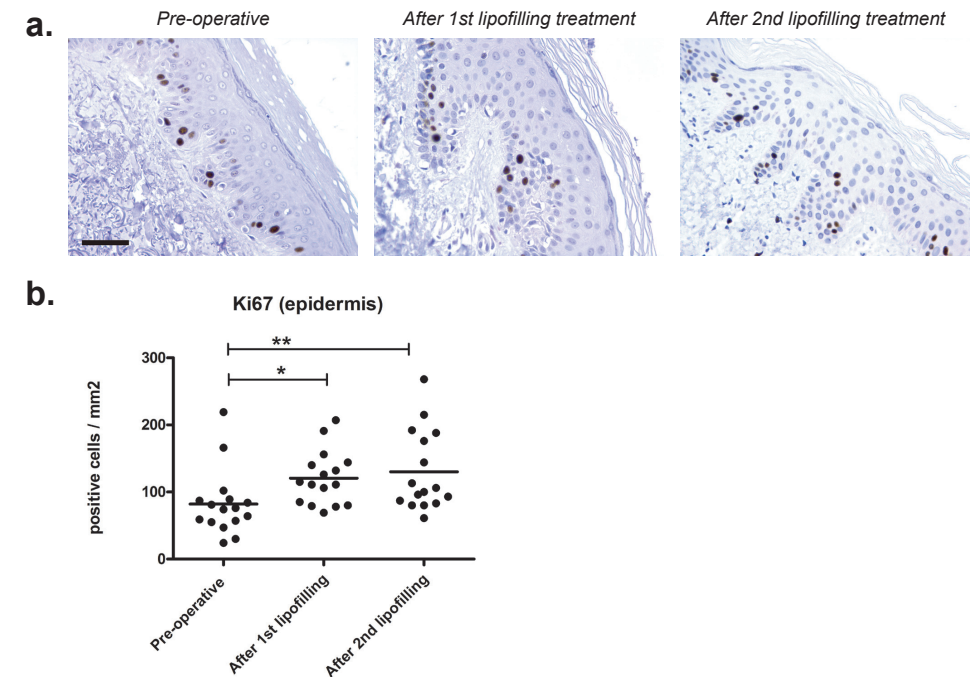 a.
Pre-operative
After 1st lipofilling treatment
After 2nd lipofilling treatment
b.
Ki67 (epidermis)
**
*
300
200
100
0
positive cells / mm2
Pre-operative
After 1st lipofilling
After 2nd lipofilling